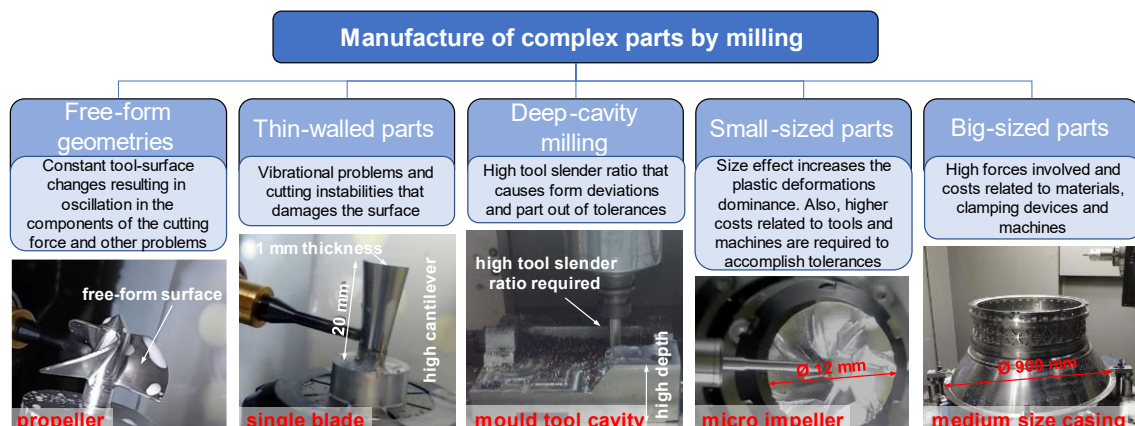 Manufacture of complex parts by milling
Free-form
geometries
Constant tool-surface
changes resulting in
oscillation in the
components of the cutting
force and other problems
free-form surface
propeller
Thin-walled parts
Vibrational problems and
cutting instabilities that
damages the surface
1 mm thickness
20 mm
high cantilever
single blade
Deep-cavity
milling
High tool slender ratio that
causes form deviations
and part out of tolerances
high tool slender
ratio required
high depth
mould tool cavity
Small-sized parts
Size effect increases the
plastic deformations
dominance. Also, higher
costs related to tools and
machines are required to
accomplish tolerances
Ø 12 mm
micro impeller
Big-sized parts
High forces involved and
costs related to materials,
clamping devices and
machines
Ø 900 mm
medium size casing